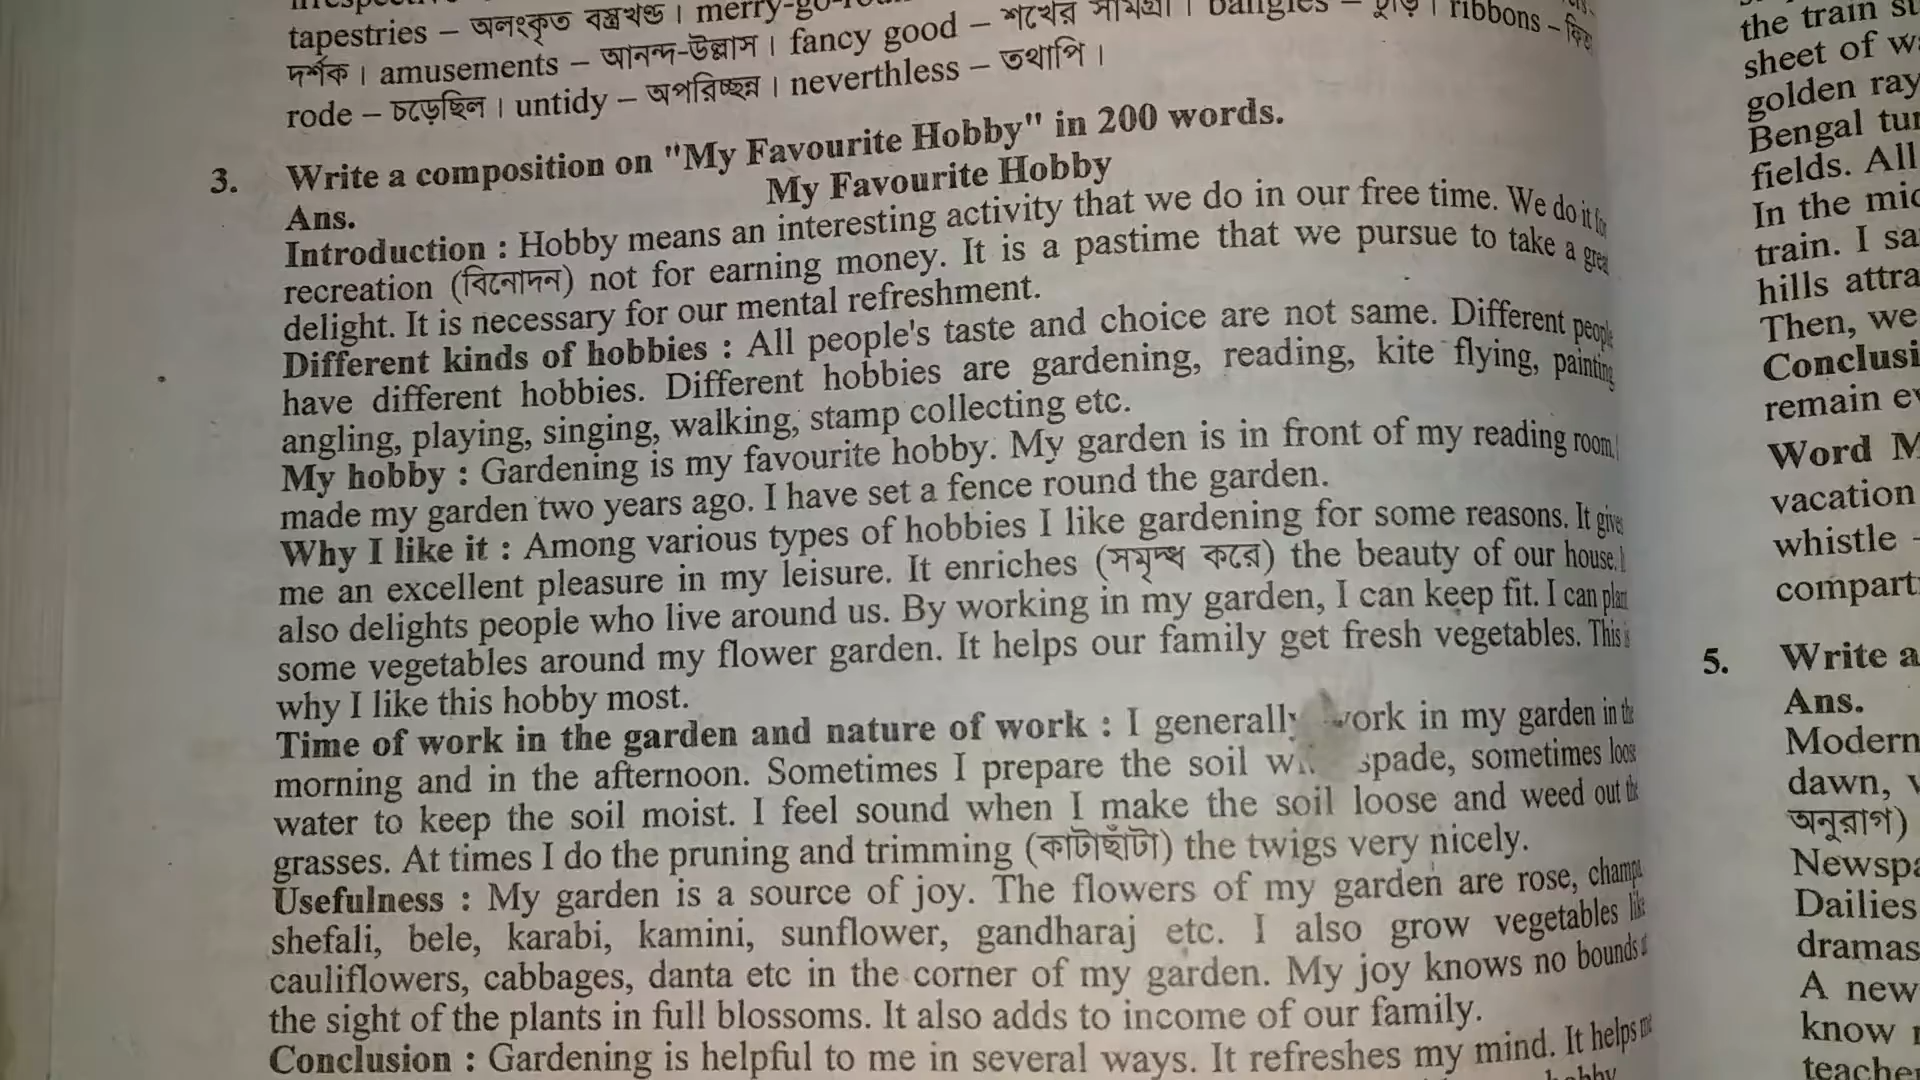 tapestries – অলংকৃত বস্ত্রখণ্ড। merry-go-
দর্শক। amusements – আনন্দ-উল্লাস। fancy good – শখের সামগ্রী। bangles – চুড়ি। ribbons –
rode – চড়েছিল। untidy – অপরিচ্ছন্ন। neverthless – তথাপি।
3. Write a composition on "My Favourite Hobby" in 200 words.
Ans. My Favourite Hobby
Introduction : Hobby means an interesting activity that we do in our free time. We do it for
recreation (বিনোদন) not for earning money. It is a pastime that we pursue to take a great
delight. It is necessary for our mental refreshment.
Different kinds of hobbies : All people's taste and choice are not same. Different people
have different hobbies. Different hobbies are gardening, reading, kite flying, painting
angling, playing, singing, walking, stamp collecting etc.
My hobby : Gardening is my favourite hobby. My garden is in front of my reading room. I
made my garden two years ago. I have set a fence round the garden.
Why I like it : Among various types of hobbies I like gardening for some reasons. It gives
me an excellent pleasure in my leisure. It enriches (সমৃদ্ধ করে) the beauty of our house. I
also delights people who live around us. By working in my garden, I can keep fit. I can plant
some vegetables around my flower garden. It helps our family get fresh vegetables. This is
why I like this hobby most.
Time of work in the garden and nature of work : I generally work in my garden in the
morning and in the afternoon. Sometimes I prepare the soil spade, sometimes loose
water to keep the soil moist. I feel sound when I make the soil loose and weed out the
grasses. At times I do the pruning and trimming (কাটাছাঁটা) the twigs very nicely.
Usefulness : My garden is a source of joy. The flowers of my garden are rose, champa,
shefali, bele, karabi, kamini, sunflower, gandharaj etc. I also grow vegetables like
cauliflowers, cabbages, danta etc in the corner of my garden. My joy knows no bounds at
the sight of the plants in full blossoms. It also adds to income of our family.
Conclusion : Gardening is helpful to me in several ways. It refreshes my mind. It helps me
hobby
the train
sheet of
golden ray
Bengal
fields. All
In the
train. I
hills
Then, we
Conclusi
remain
Word
vacation
whistle –
compart
5. Write a
Ans.
Modern
dawn,
অনুরাগ)
Newspa
Dailies
dramas
A new
know
teache